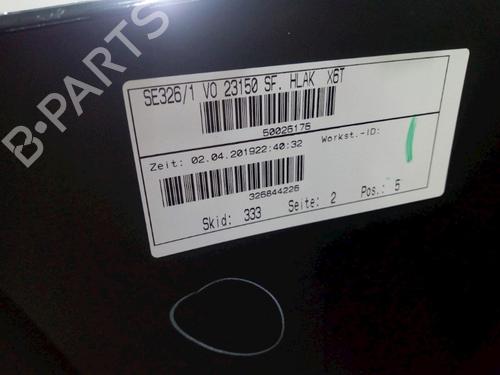 SE326/1 VO 23150 SF. HLAK X6T
50026176
Zeit: 02.04.201922:40:32 Workst.-ID:
326844226
Skid: 333 Seite: 2 Pos.: 5
B-PARTS